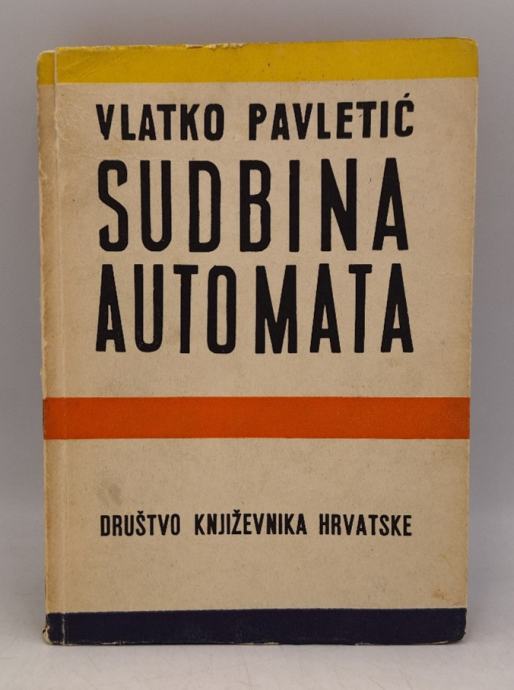 VLATKO PAVLETIĆ
SUDBINA
AUTOMATA
DRUŠTVO KNJIŽEVNIKA HRVATSKE